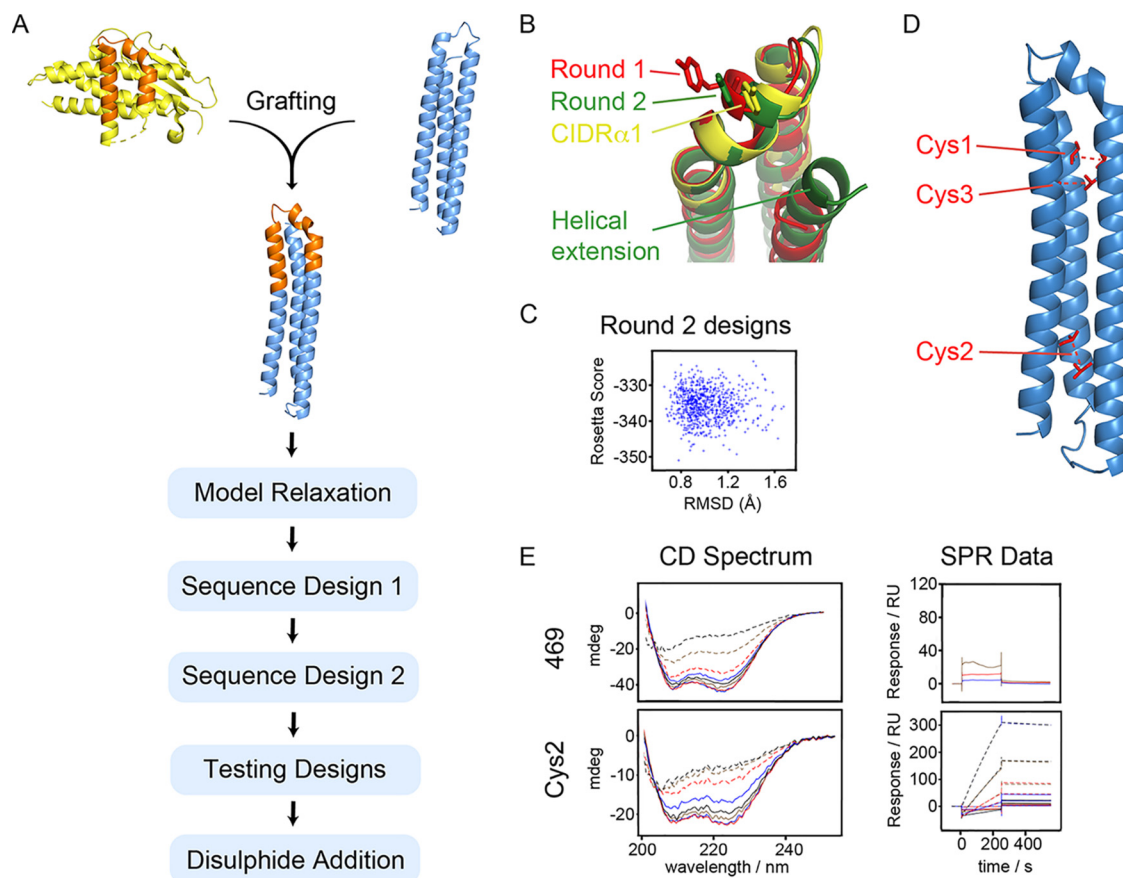 A
Grafting
Model Relaxation
Sequence Design 1
Sequence Design 2
Testing Designs
Disulphide Addition
B
Round 1
Round 2
CIDRα1
Helical
extension
C
Round 2 designs
Rosetta Score
-330
-340
-350
0.8 1.2 1.6
RMSD (Å)
D
Cys1
Cys3
Cys2
E
CD Spectrum
SPR Data
469
mdeg
0
-20
-40
Response / RU
120
80
40
0
Cys2
mdeg
0
-10
-20
200 220 240
wavelength / nm
Response / RU
300
200
100
0
0 200 400
time / s